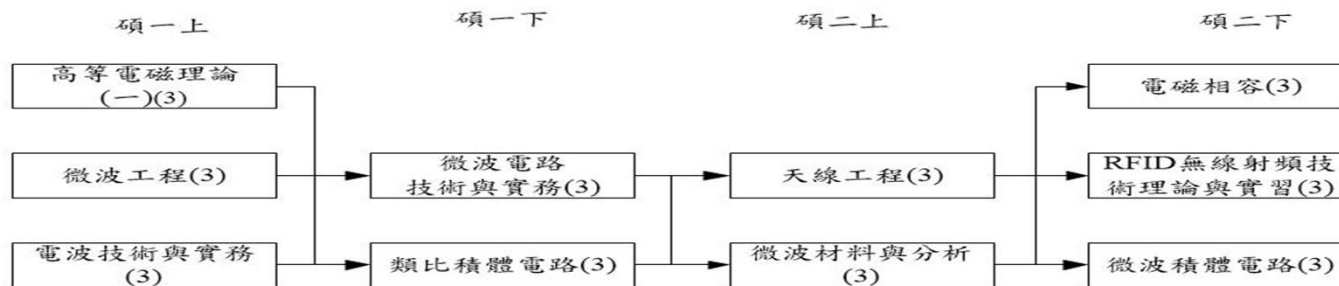 碩一上
碩一下
碩二上
碩二下
高等電磁理論
(一)(3)
電磁相容(3)
微波工程(3)
微波電路
技術與實務(3)
天線工程(3)
RFID無線射頻技
術理論與實習(3)
電波技術與實務
(3)
類比積體電路(3)
微波材料與分析
(3)
微波積體電路(3)